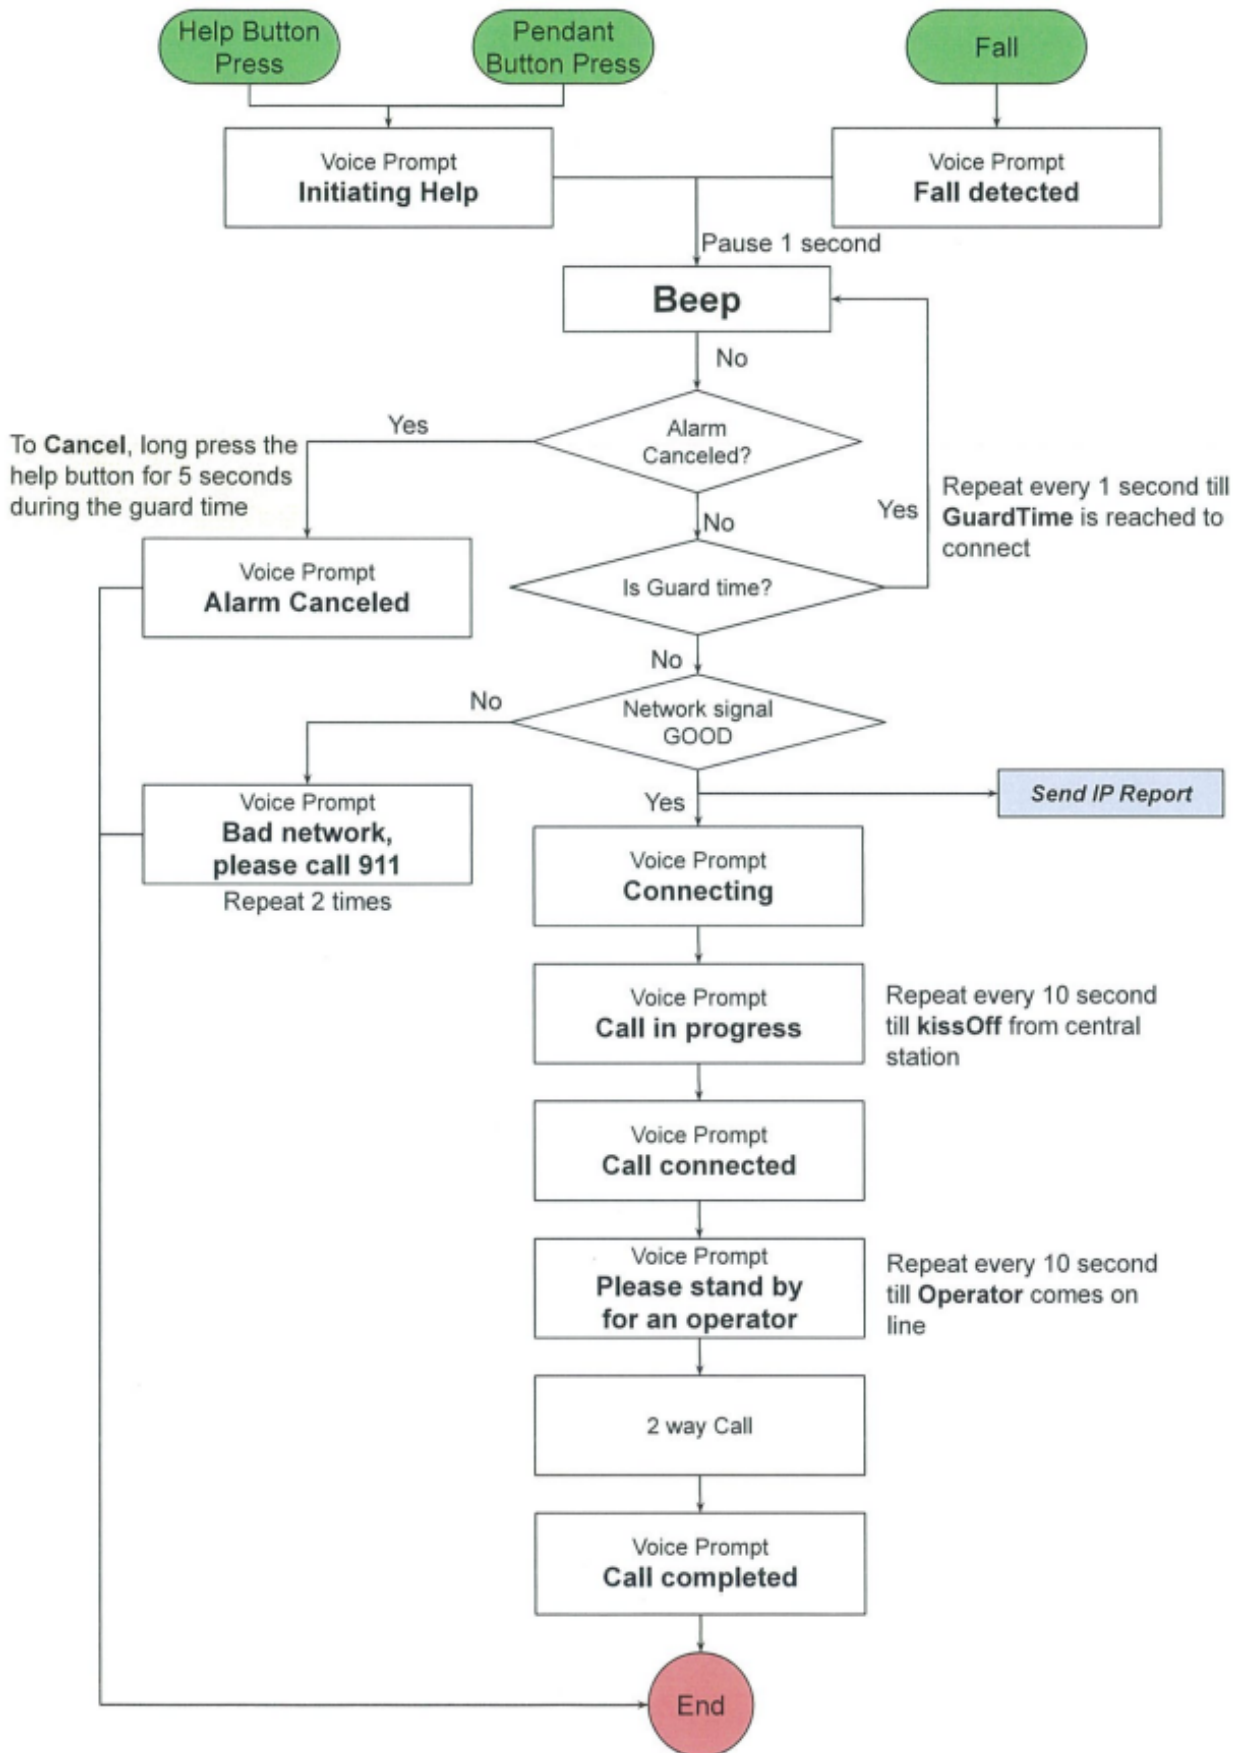 Help Button
Press
Pendant
Button Press
Fall
Voice Prompt
Initiating Help
Voice Prompt
Fall detected
Pause 1 second
Beep
No
Alarm
Canceled?
Yes
To Cancel, long press the
help button for 5 seconds
during the guard time
Voice Prompt
Alarm Canceled
No
Is Guard time?
Yes
Repeat every 1 second till
GuardTime is reached to
connect
No
Network signal
GOOD
No
Voice Prompt
Bad network,
please call 911
Repeat 2 times
Yes
Send IP Report
Voice Prompt
Connecting
Voice Prompt
Call in progress
Repeat every 10 second
till kissOff from central
station
Voice Prompt
Call connected
Voice Prompt
Please stand by
for an operator
Repeat every 10 second
till Operator comes on
line
2 way Call
Voice Prompt
Call completed
End